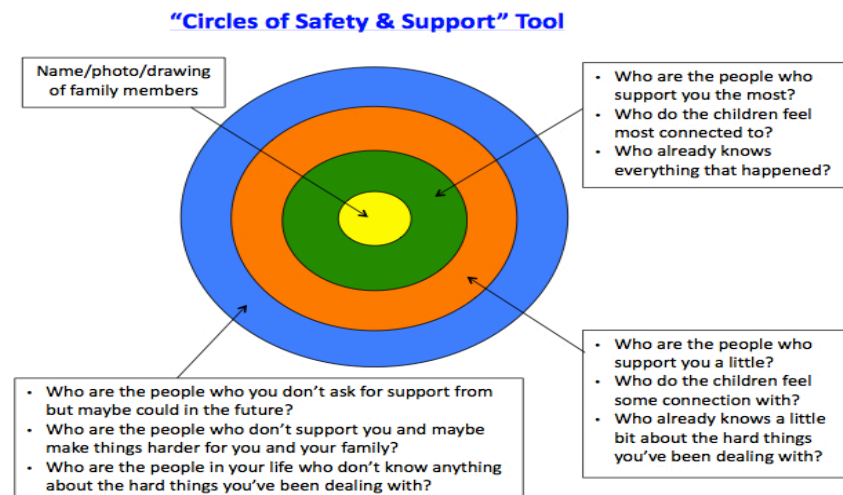 “Circles of Safety & Support” Tool
Name/photo/drawing
of family members
• Who are the people who
support you the most?
• Who do the children feel
most connected to?
• Who already knows
everything that happened?
• Who are the people who
support you a little?
• Who do the children feel
some connection with?
• Who already knows a little
bit about the hard things
you’ve been dealing with?
• Who are the people who you don’t ask for support from
but maybe could in the future?
• Who are the people who don’t support you and maybe
make things harder for you and your family?
• Who are the people in your life who don’t know anything
about the hard things you’ve been dealing with?